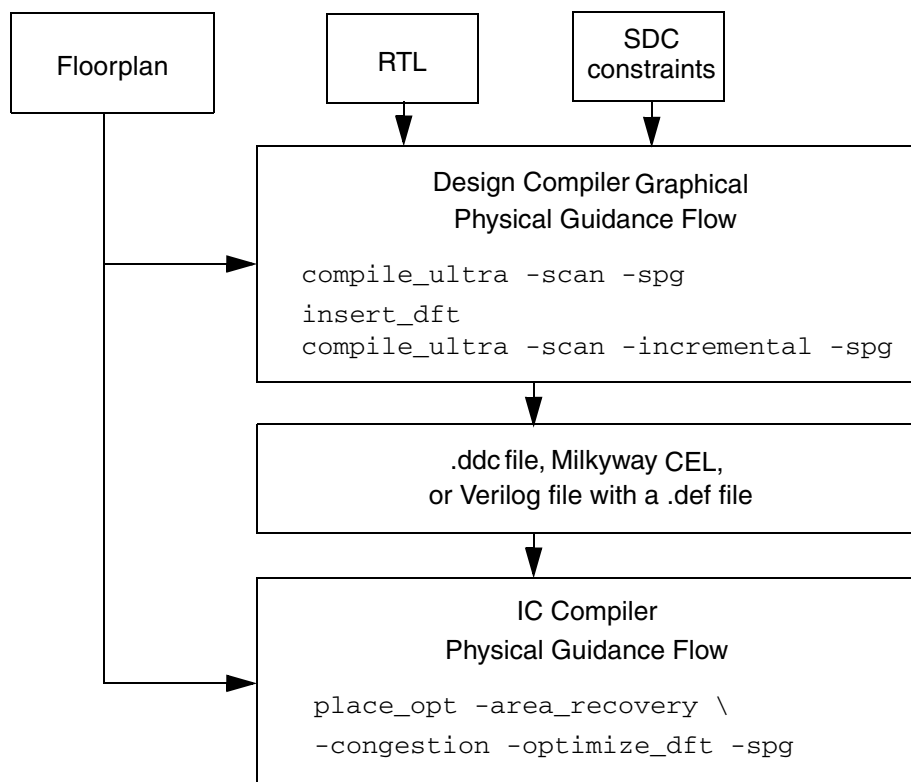 Floorplan
RTL
SDC
constraints
Design Compiler Graphical
Physical Guidance Flow
compile_ultra -scan -spg
insert_dft
compile_ultra -scan -incremental -spg
.ddc file, Milkyway CEL,
or Verilog file with a .def file
IC Compiler
Physical Guidance Flow
place_opt -area_recovery \
-congestion -optimize_dft -spg